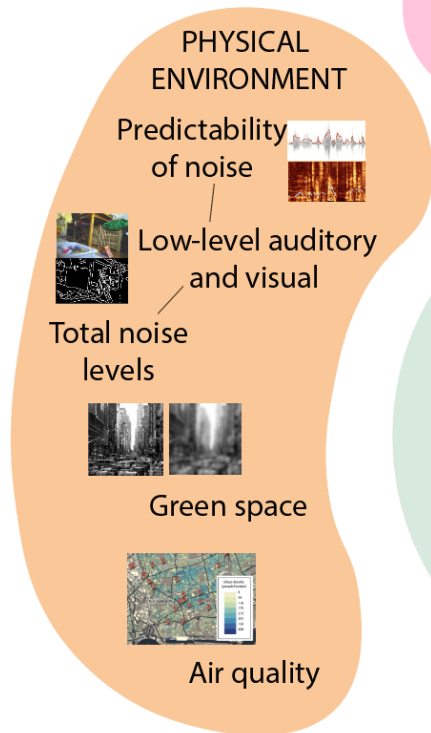 PHYSICAL
ENVIRONMENT
Predictability
of noise
Low-level auditory
and visual
Total noise
levels
Green space
Air quality